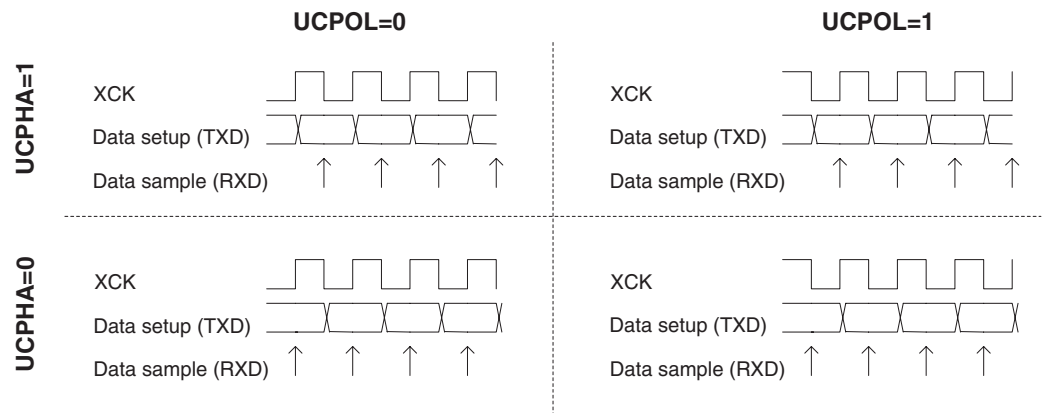 UCPOL=0 UCPOL=1
UCPHA=1
XCK XCK
Data setup (TXD) Data setup (TXD)
Data sample (RXD) Data sample (RXD)
UCPHA=0
XCK XCK
Data setup (TXD) Data setup (TXD)
Data sample (RXD) Data sample (RXD)